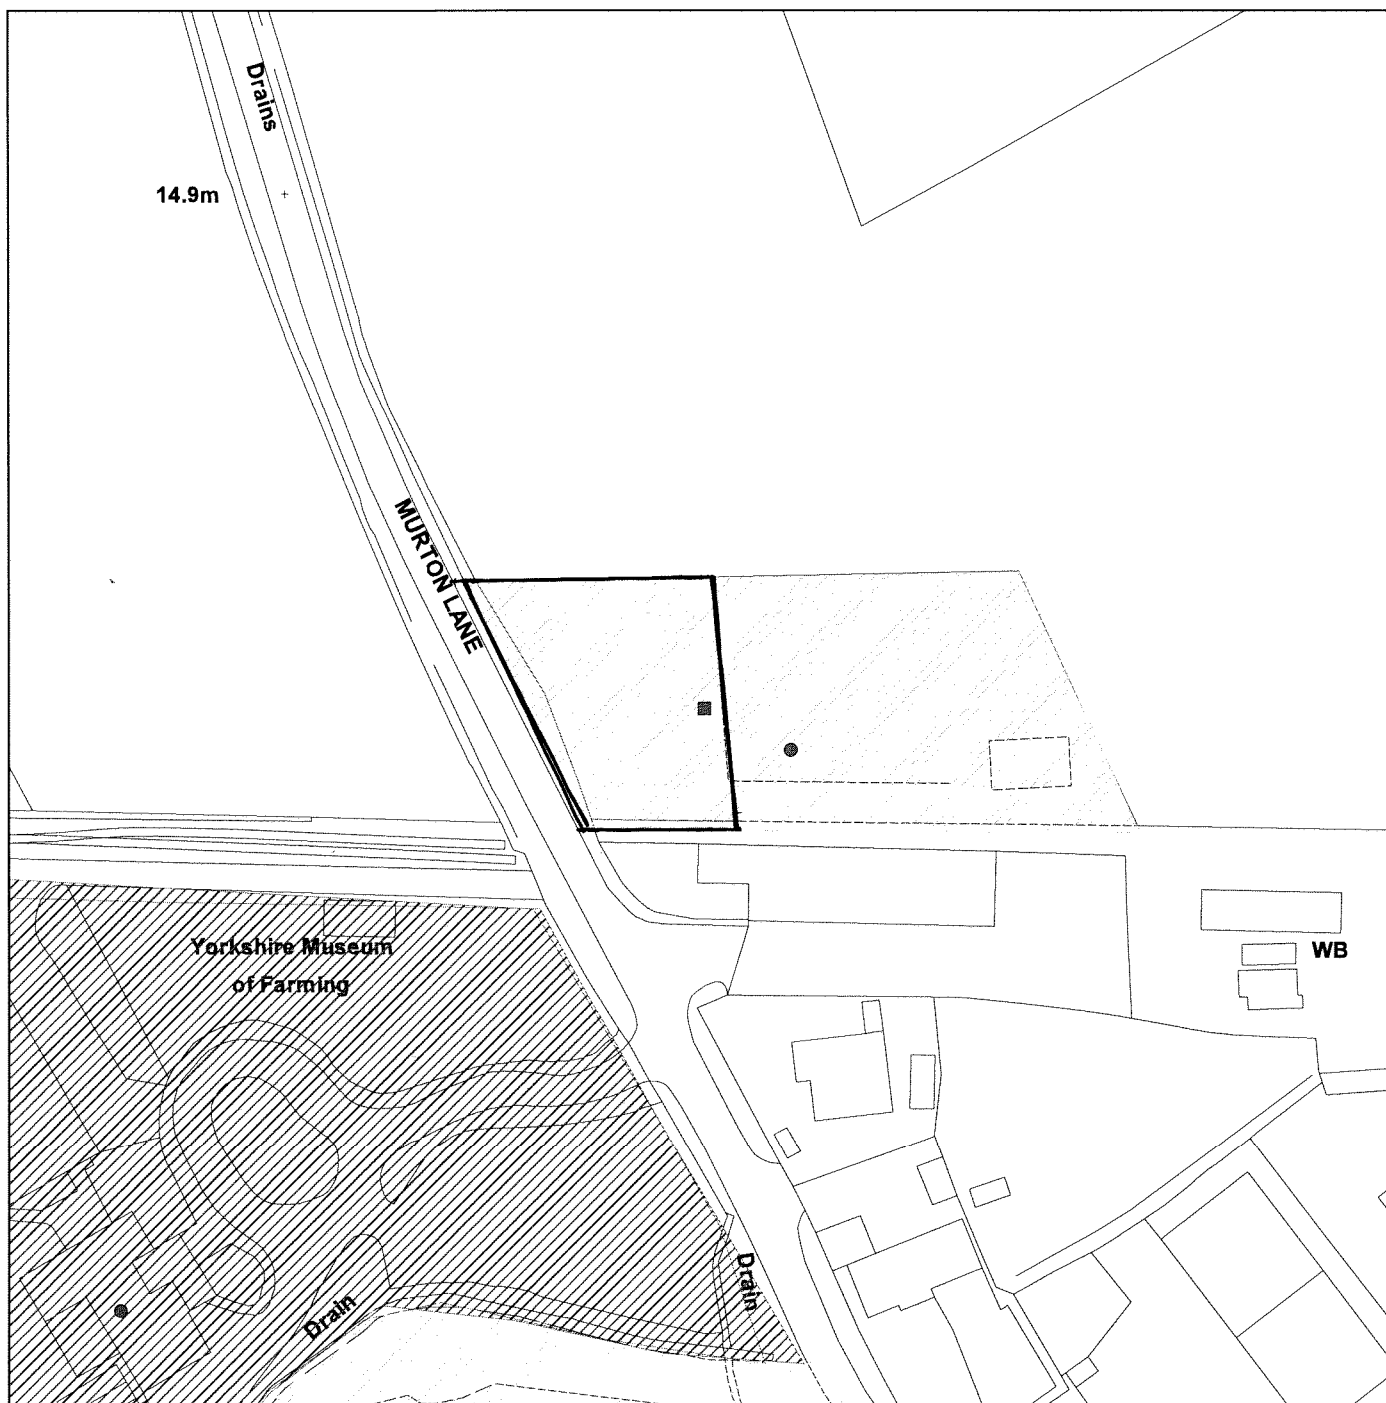 Drains
14.9m
MURTON LANE
Yorkshire Museum
of Farming
WB
Drain
Drain